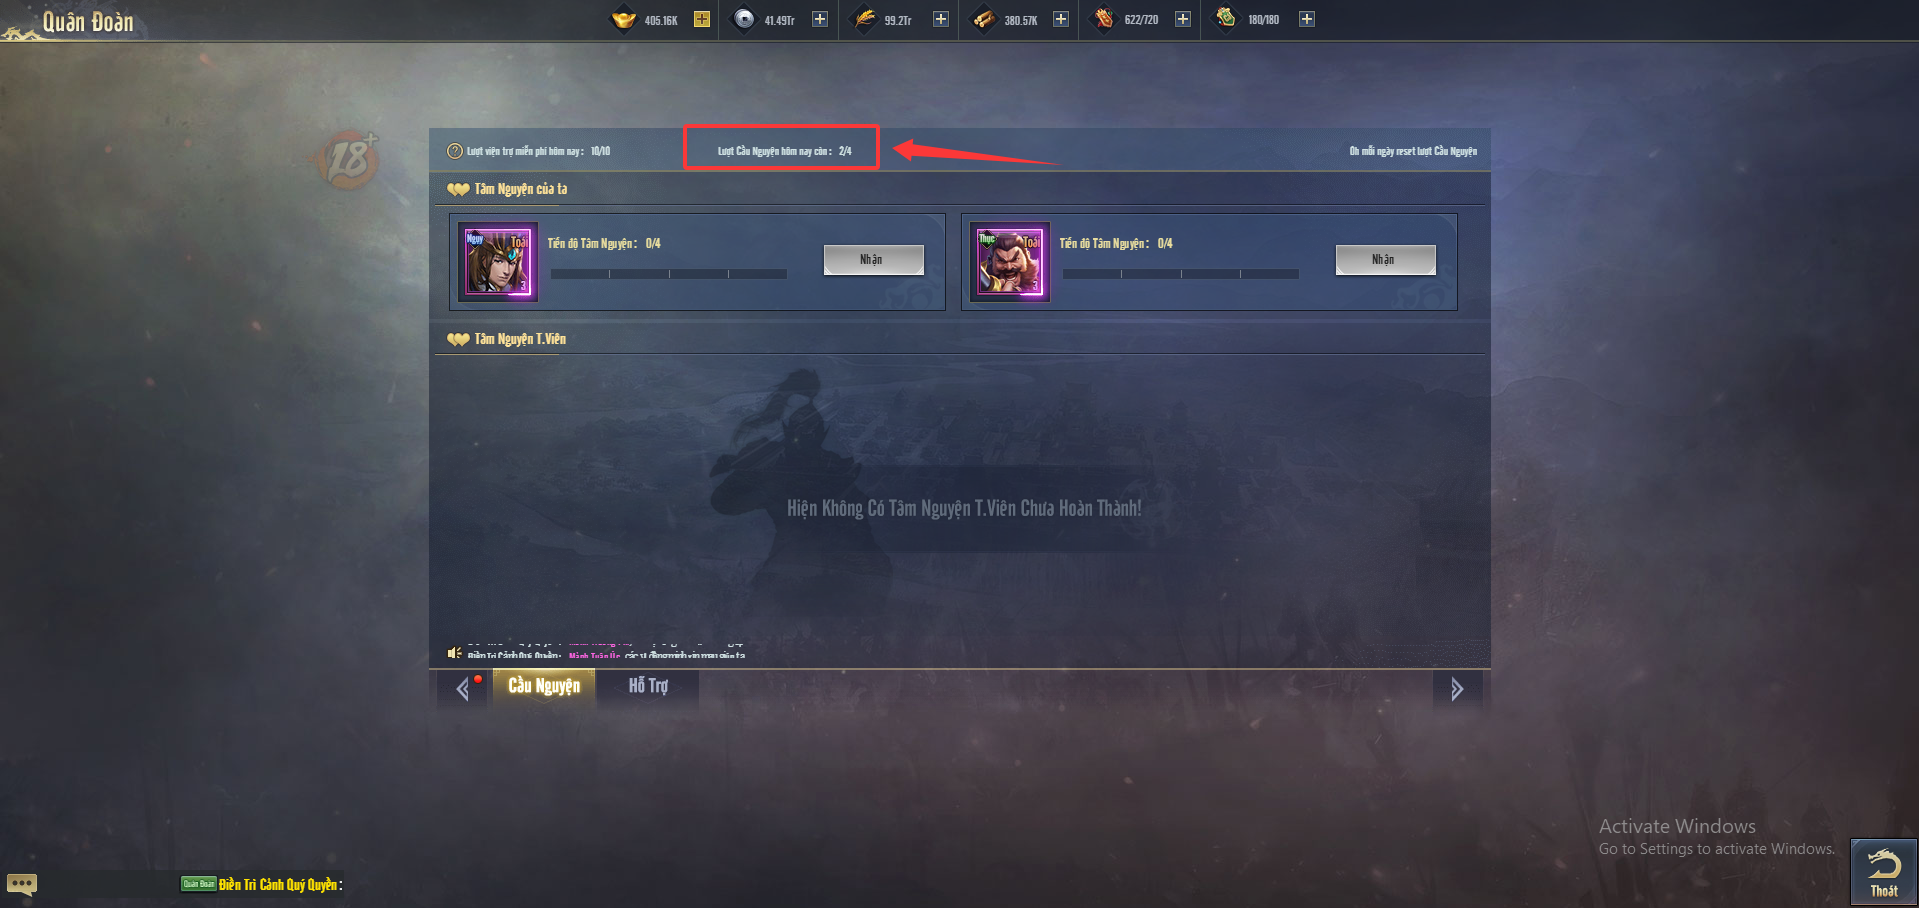 Quân Đoàn
405.16K
41.49Tr
99.2Tr
380.57K
622/720
180/180
18+
Lượt viện trợ miễn phí hôm nay: 10/10
Lượt Cầu Nguyện hôm nay còn: 2/4
0h mỗi ngày reset lượt Cầu Nguyện
Tâm Nguyện của ta
Ngụy
Toái
3
Tiến độ Tâm Nguyện: 0/4
Nhận
Thục
Toái
3
Tiến độ Tâm Nguyện: 0/4
Nhận
Tâm Nguyện T.Viên
Hiện Không Có Tâm Nguyện T.Viên Chưa Hoàn Thành!
Điền Trì Cảnh Quý Quyền:
Cầu Nguyện
Hỗ Trợ
Activate Windows
Go to Settings to activate Windows.
Quân Đoàn
Điền Trì Cảnh Quý Quyền:
Thoát